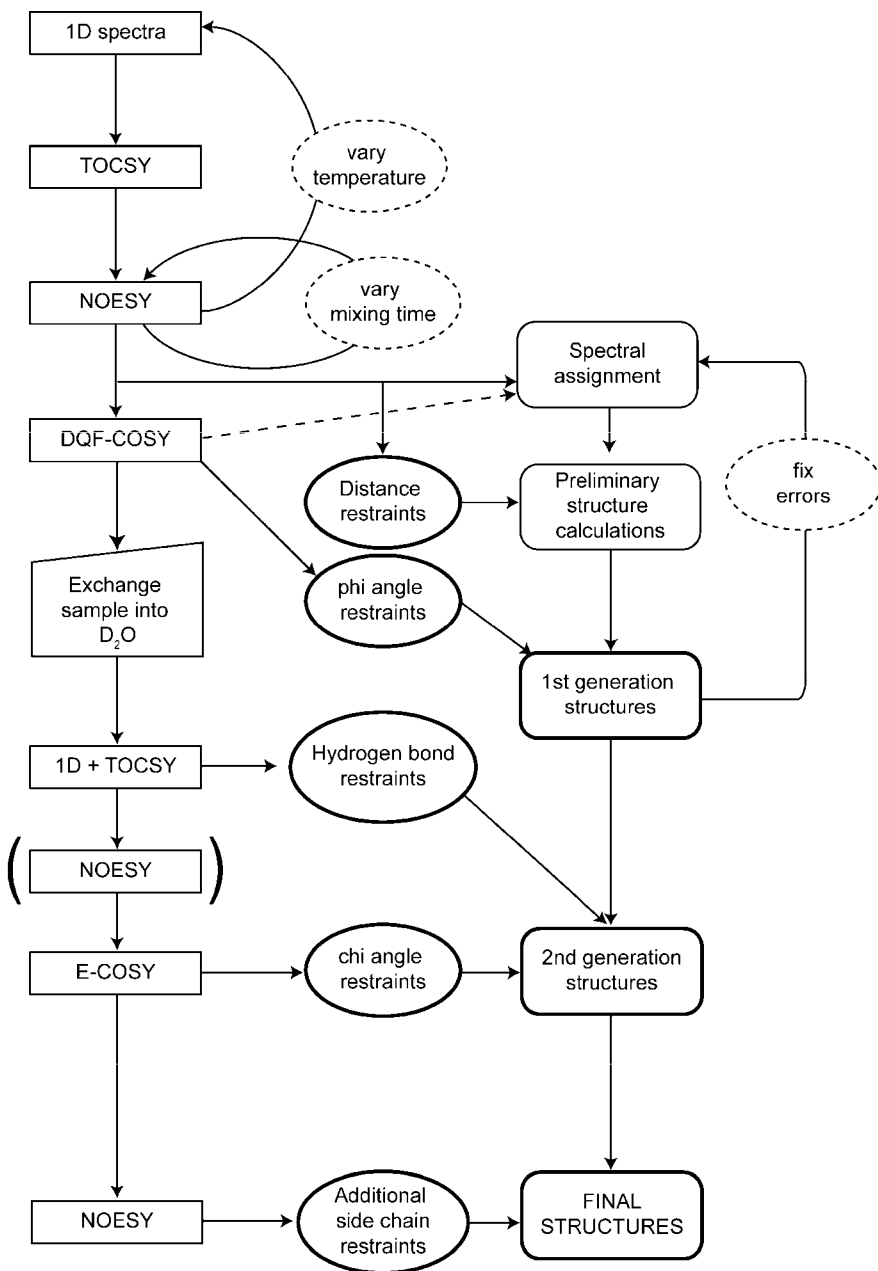 1D spectra
TOCSY
vary
temperature
NOESY
vary
mixing time
Spectral
assignment
DQF-COSY
fix
errors
Distance
restraints
Preliminary
structure
calculations
Exchange
sample into
D₂O
phi angle
restraints
1st generation
structures
1D + TOCSY
Hydrogen bond
restraints
( NOESY )
E-COSY
chi angle
restraints
2nd generation
structures
NOESY
Additional
side chain
restraints
FINAL
STRUCTURES